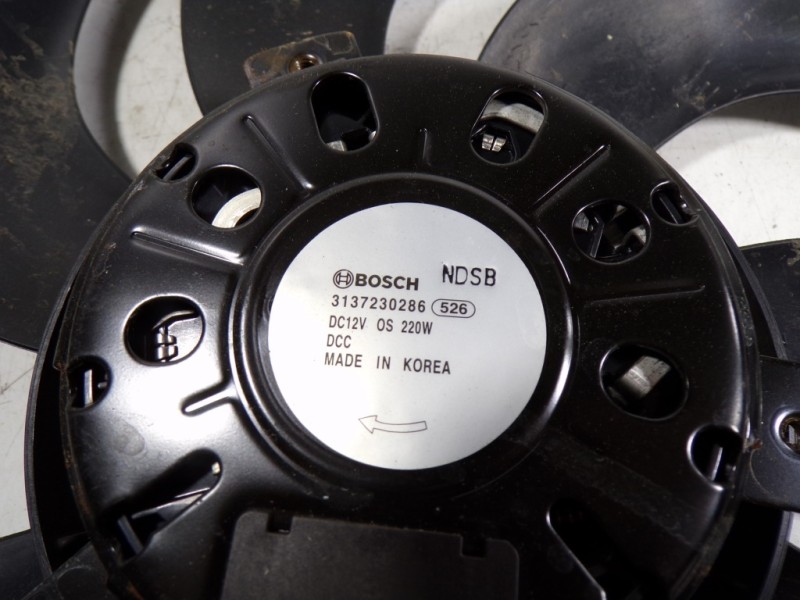 BOSCH NDSB
3137230286 526
DC12V OS 220W
DCC
MADE IN KOREA